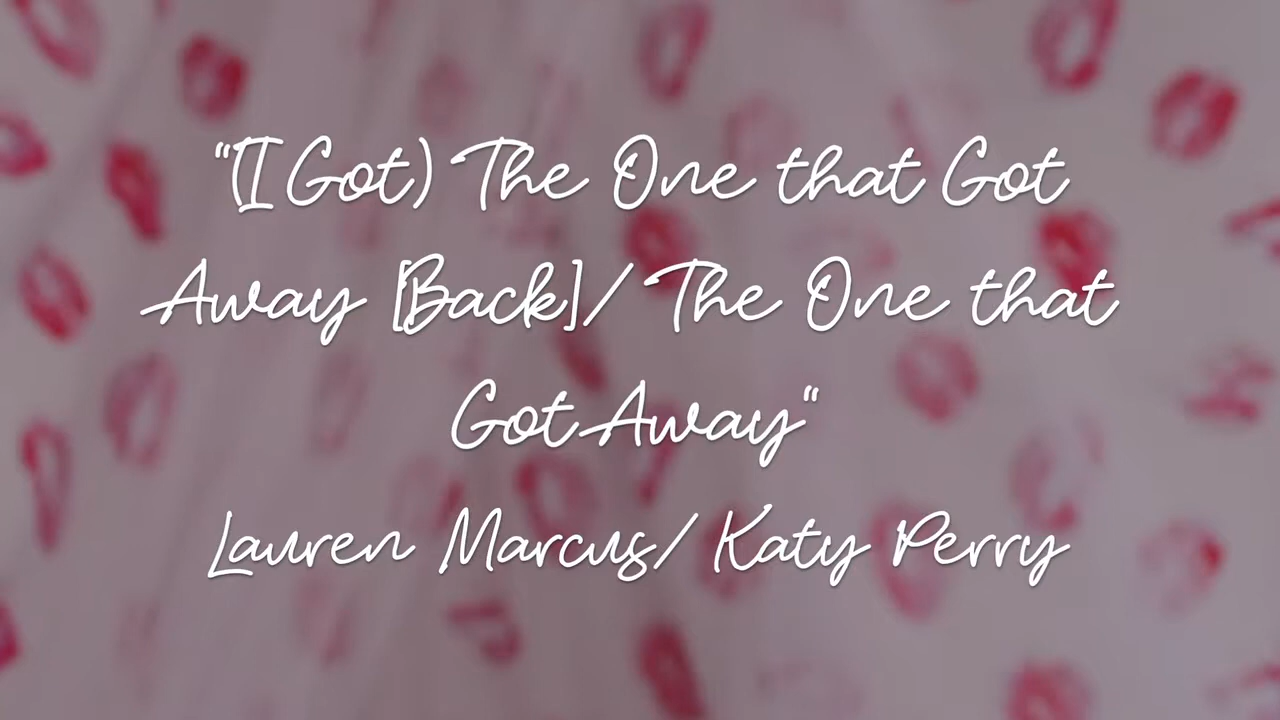 "(I Got) The One that Got
Away [Back]/ The One that
Got Away"
Lauren Marcus/ Katy Perry